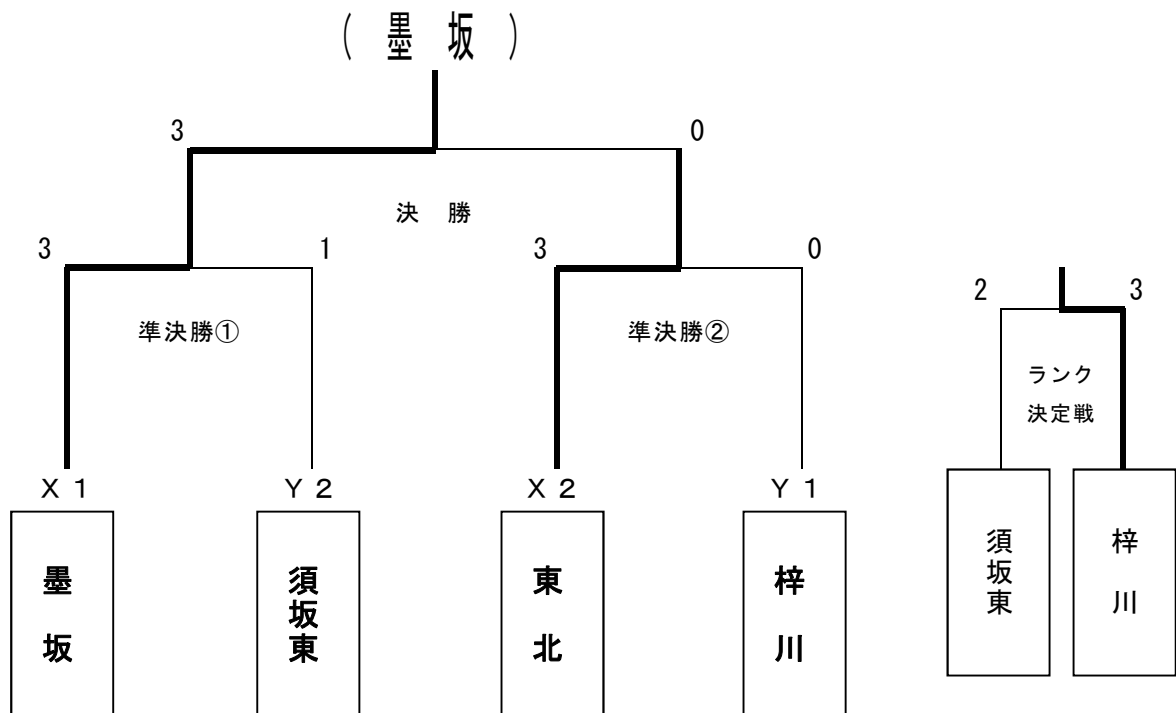 ( 墨 坂 )
3 0
決 勝
3 1 3 0
準決勝① 準決勝②
X 1 Y 2 X 2 Y 1
墨坂
須坂東
東北
梓川
2 3
ランク
決定戦
須坂東
梓川